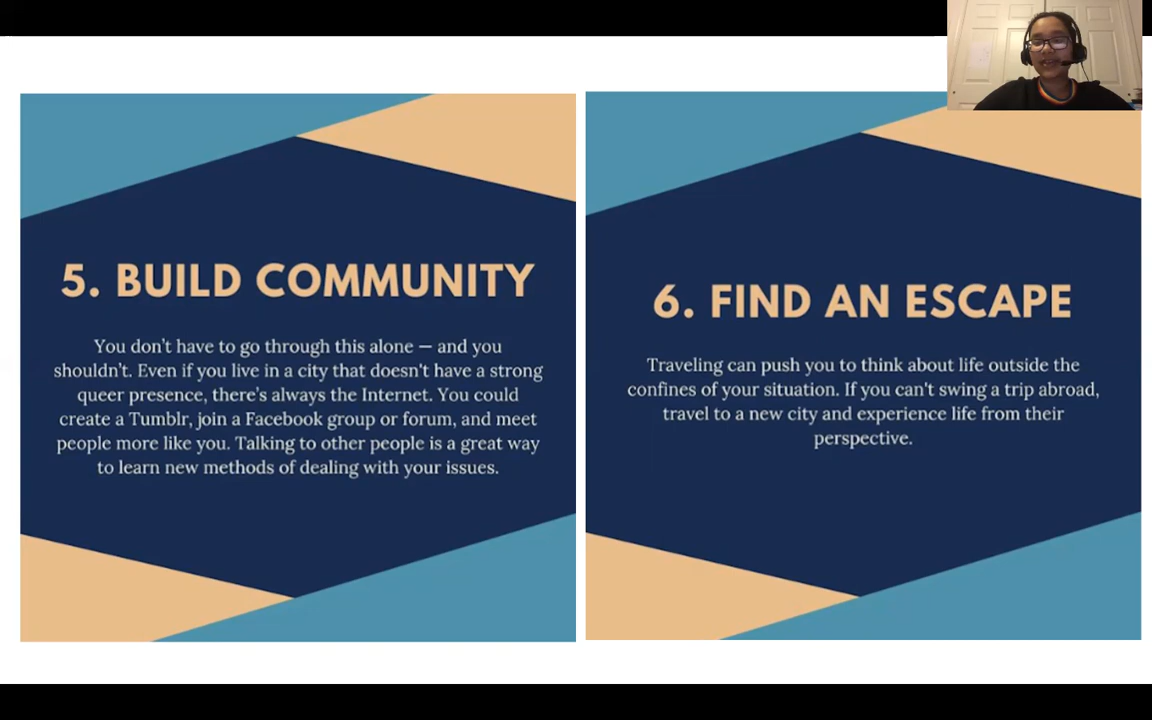 5. BUILD COMMUNITY
You don't have to go through this alone — and you
shouldn't. Even if you live in a city that doesn't have a strong
queer presence, there's always the Internet. You could
create a Tumblr, join a Facebook group or forum, and meet
people more like you. Talking to other people is a great way
to learn new methods of dealing with your issues.
6. FIND AN ESCAPE
Traveling can push you to think about life outside the
confines of your situation. If you can't swing a trip abroad,
travel to a new city and experience life from their
perspective.